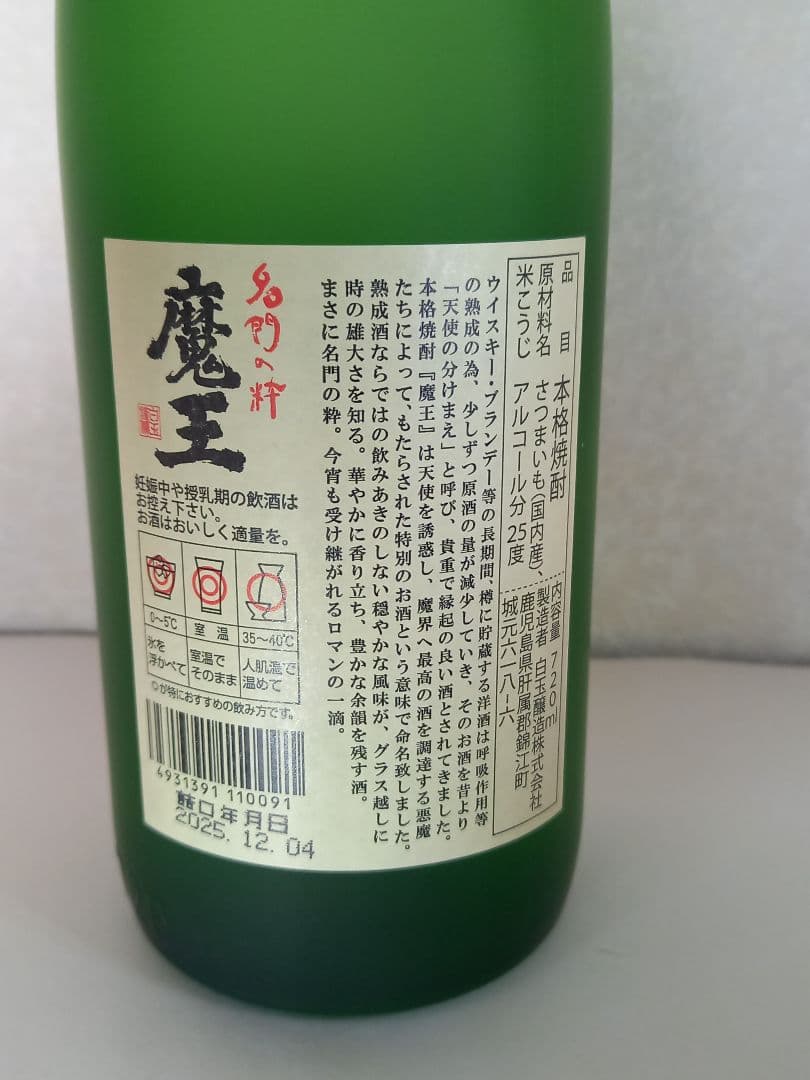 品目 本格焼酎
原材料名 さつまいも(国内産)、
米こうじ アルコール分 25度
内容量 720ml
製造者 白玉醸造株式会社
鹿児島県肝属郡錦江町
城元六一八-六
ウイスキー・ブランデー等の長期間、樽に貯蔵する洋酒は呼吸作用等
の熟成の為、少しずつ原酒の量が減少していき、そのお酒を昔より
「天使の分けまえ」と呼び、貴重で縁起の良い酒とされてきました。
本格焼酎『魔王』は天使を誘惑し、魔界へ最高の酒を調達する悪魔
たちによって、もたらされた特別のお酒という意味で命名致しました。
熟成酒ならではの飲みあきのしない穏やかな風味が、グラス越しに
時の雄大さを知る。華やかに香り立ち、豊かな余韻を残す酒。
まさに名門の粋。今宵も受け継がれるロマンの一滴。
名門の粋
魔王
妊娠中や授乳期の飲酒は
お控え下さい。
お酒はおいしく適量を。
0～5℃ 室温 35～40℃
氷を浮かべて 室温でそのまま 人肌温で温めて
◎が特におすすめの飲み方です。
4931391 110091
詰口年月日
2025.12.04